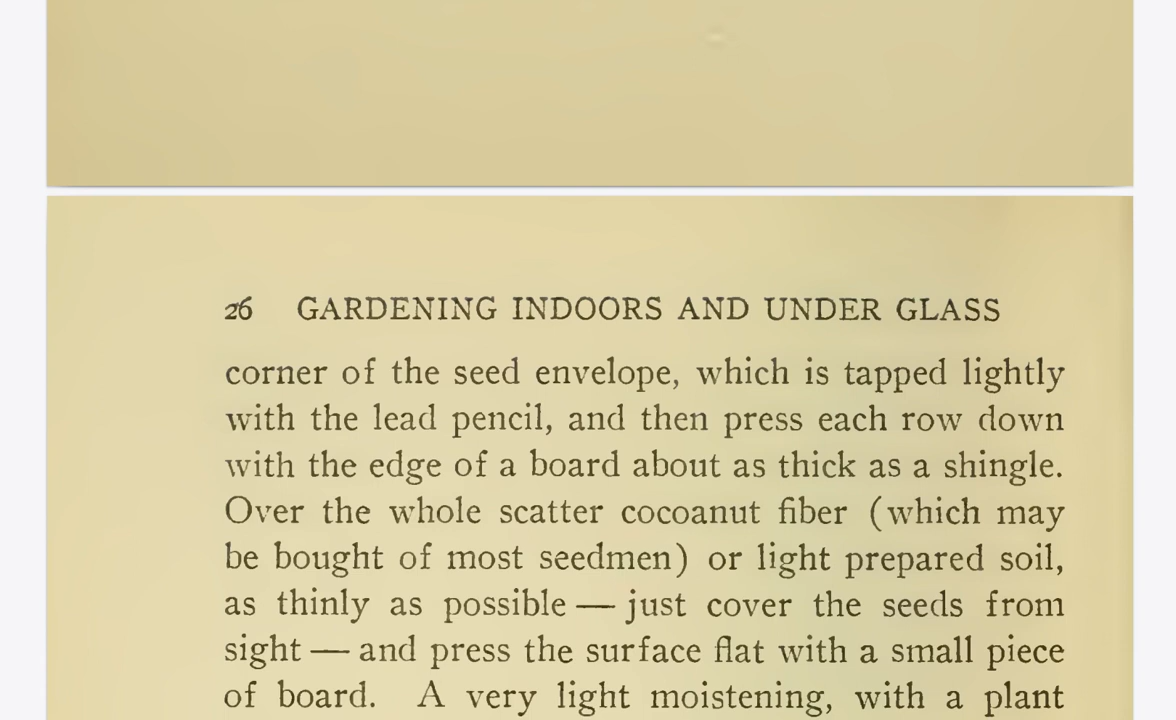 26 GARDENING INDOORS AND UNDER GLASS
corner of the seed envelope, which is tapped lightly
with the lead pencil, and then press each row down
with the edge of a board about as thick as a shingle.
Over the whole scatter cocoanut fiber (which may
be bought of most seedmen) or light prepared soil,
as thinly as possible — just cover the seeds from
sight — and press the surface flat with a small piece
of board. A very light moistening, with a plant